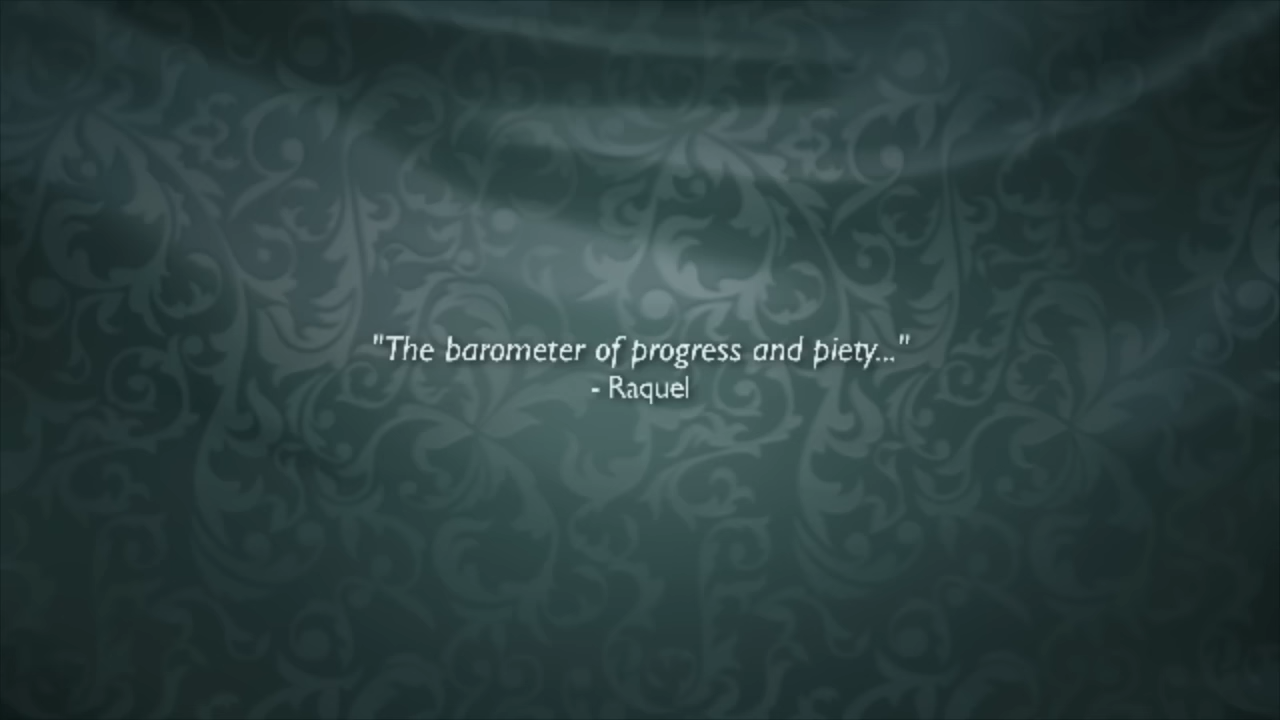 "The barometer of progress and piety..."
- Raquel